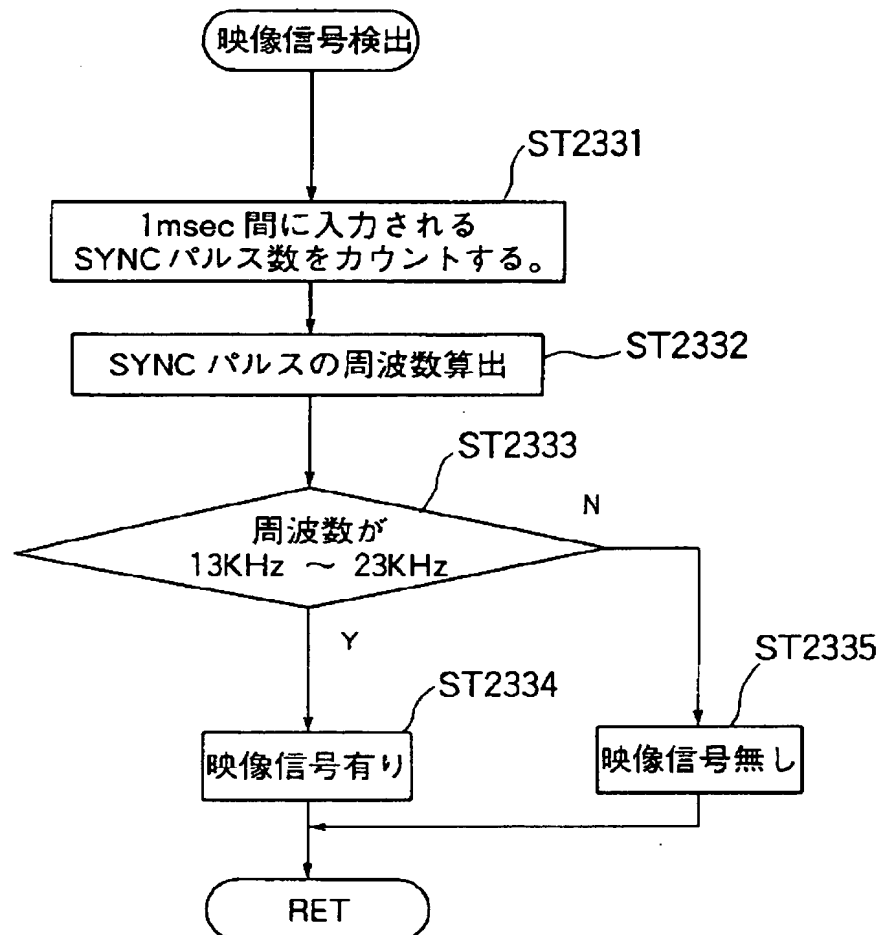 映像信号検出
ST2331
1msec 間に入力される
SYNC パルス数をカウントする。
ST2332
SYNC パルスの周波数算出
ST2333
周波数が
13KHz ～ 23KHz
N
Y
ST2334
ST2335
映像信号有り
映像信号無し
RET